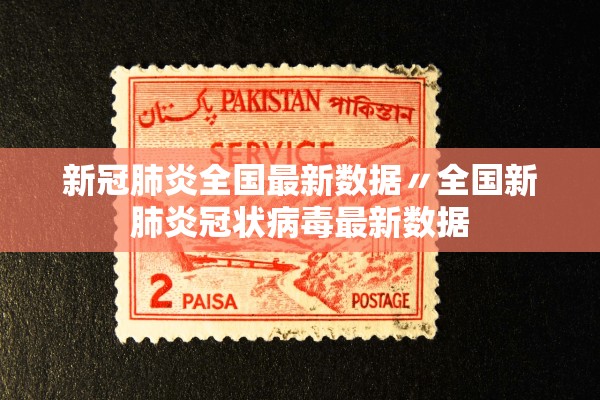 پاکستان PAKISTAN পাকিস্তান
SERVICE
新冠肺炎全国最新数据〃全国新
肺炎冠状病毒最新数据
2 PAISA POSTAGE